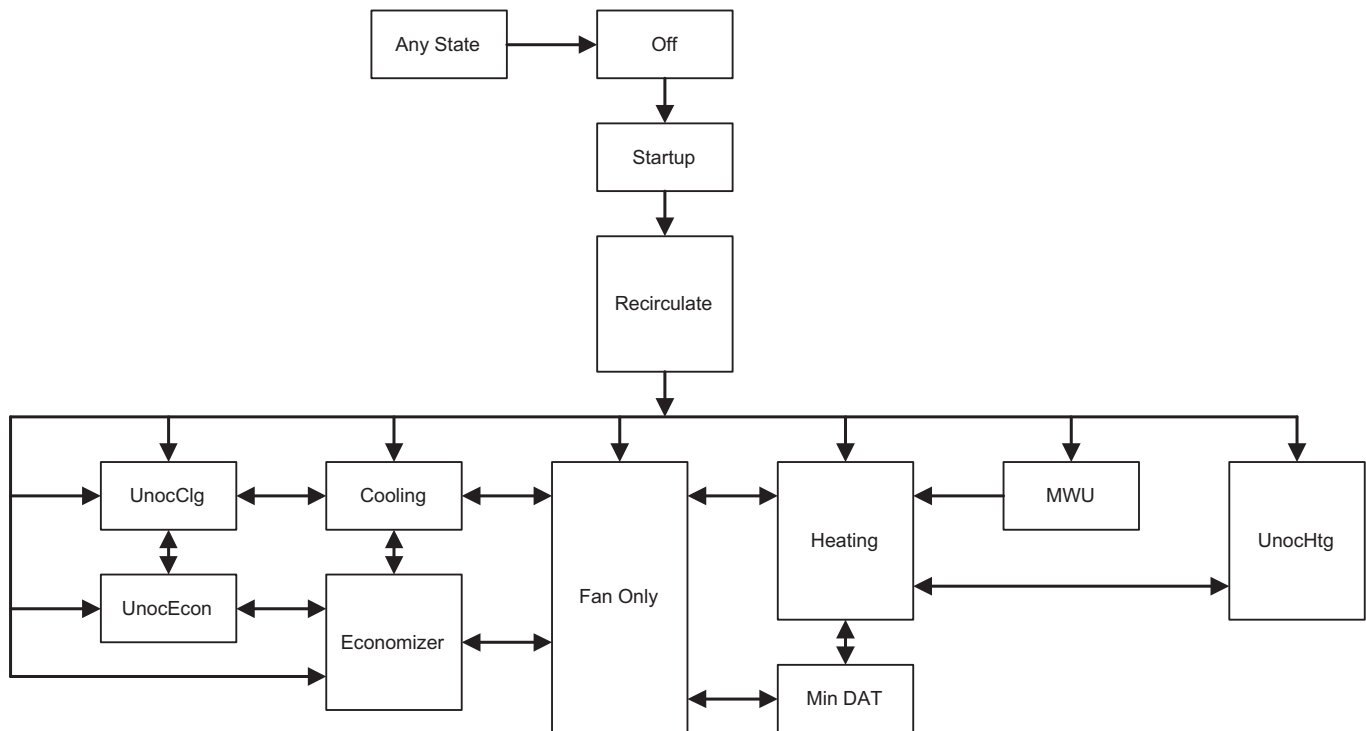 Any State
Off
Startup
Recirculate
UnocClg
Cooling
MWU
Heating
UnocHtg
Fan Only
UnocEcon
Economizer
Min DAT